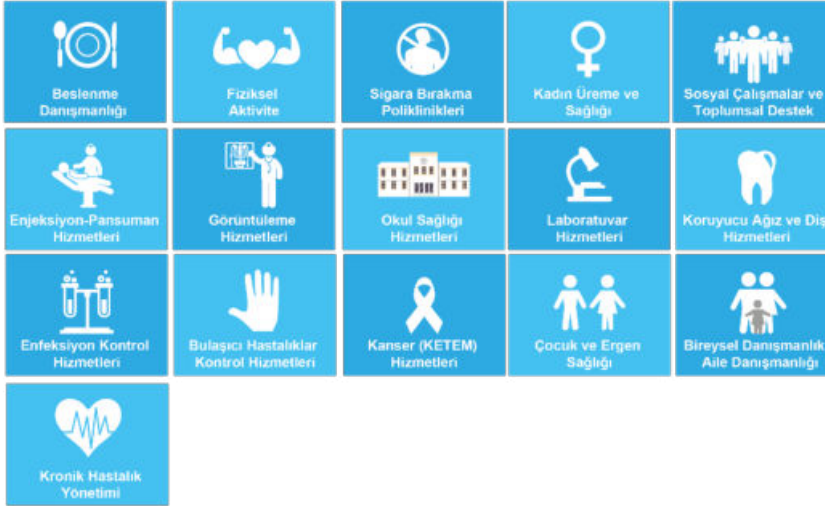 Beslenme
Danışmanlığı
Fiziksel
Aktivite
Sigara Bırakma
Poliklinikleri
Kadın Üreme ve
Sağlığı
Sosyal Çalışmalar ve
Toplumsal Destek
Enjeksiyon-Pansuman
Hizmetleri
Görüntüleme
Hizmetleri
Okul Sağlığı
Hizmetleri
Laboratuvar
Hizmetleri
Koruyucu Ağız ve Diş
Hizmetleri
Enfeksiyon Kontrol
Hizmetleri
Bulaşıcı Hastalıklar
Kontrol Hizmetleri
Kanser (KETEM)
Hizmetleri
Çocuk ve Ergen
Sağlığı
Bireysel Danışmanlık
Aile Danışmanlığı
Kronik Hastalık
Yönetimi